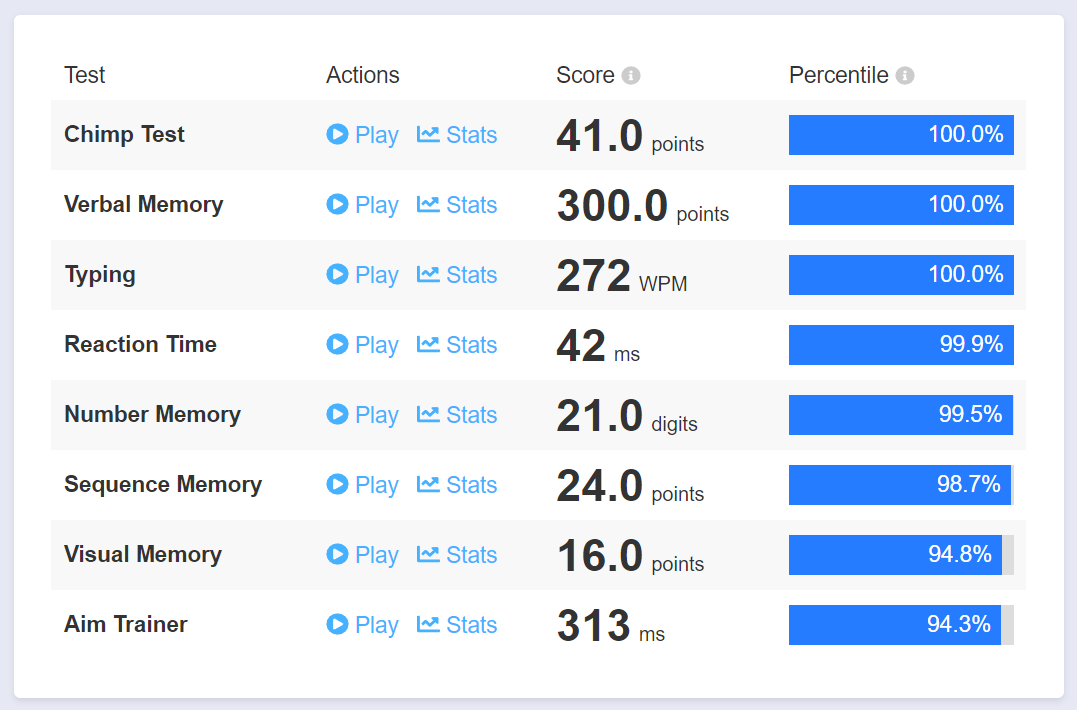 Test Actions Score Percentile
Chimp Test Play Stats 41.0 points 100.0%
Verbal Memory Play Stats 300.0 points 100.0%
Typing Play Stats 272 WPM 100.0%
Reaction Time Play Stats 42 ms 99.9%
Number Memory Play Stats 21.0 digits 99.5%
Sequence Memory Play Stats 24.0 points 98.7%
Visual Memory Play Stats 16.0 points 94.8%
Aim Trainer Play Stats 313 ms 94.3%